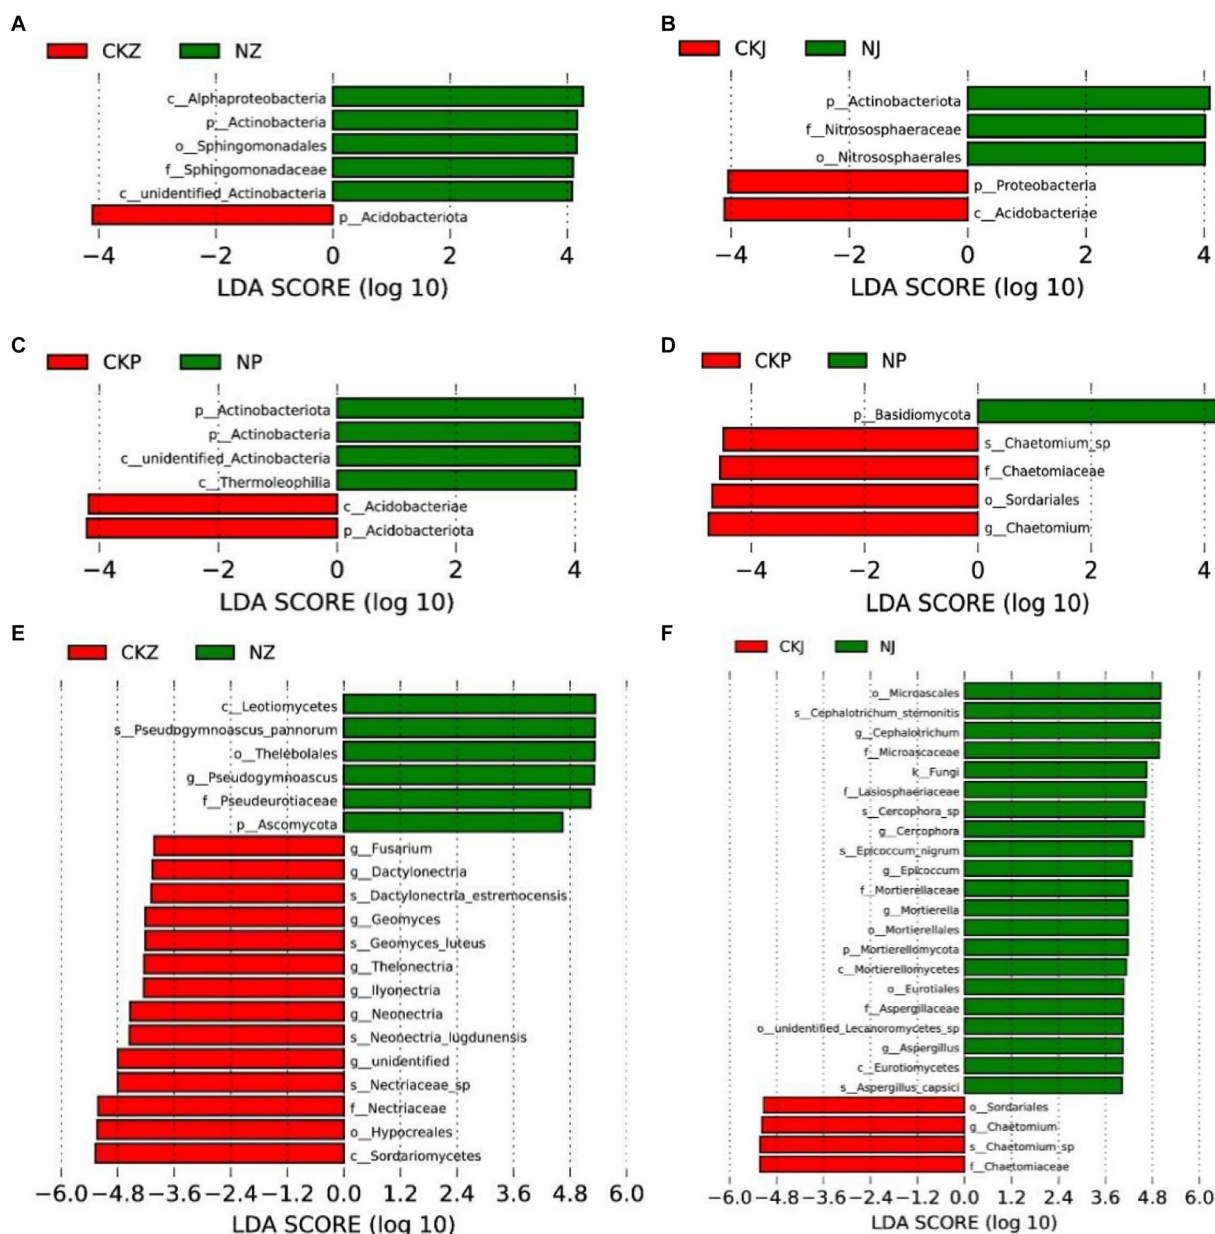 A
CKZ NZ
c__Alphaproteobacteria
p__Actinobacteria
o__Sphingomonadales
f__Sphingomonadaceae
c__unidentified_Actinobacteria
p__Acidobacteriota
−4 −2 0 2 4
LDA SCORE (log 10)
B
CKJ NJ
p__Actinobacteriota
f__Nitrososphaeraceae
o__Nitrososphaerales
p__Proteobacteria
c__Acidobacteriae
−4 −2 0 2 4
LDA SCORE (log 10)
C
CKP NP
p__Actinobacteriota
p__Actinobacteria
c__unidentified_Actinobacteria
c__Thermoleophilia
c__Acidobacteriae
p__Acidobacteriota
−4 −2 0 2 4
LDA SCORE (log 10)
D
CKP NP
p__Basidiomycota
s__Chaetomium_sp
f__Chaetomiaceae
o__Sordariales
g__Chaetomium
−4 −2 0 2 4
LDA SCORE (log 10)
E
CKZ NZ
c__Leotiomycetes
s__Pseudogymnoascus_pannorum
o__Thelebolales
g__Pseudogymnoascus
f__Pseudeurotiaceae
p__Ascomycota
g__Fusarium
g__Dactylonectria
s__Dactylonectria_estremocensis
g__Geomyces
s__Geomyces_luteus
g__Thelonectria
g__Ilyonectria
g__Neonectria
s__Neonectria_lugdunensis
g__unidentified
s__Nectriaceae_sp
f__Nectriaceae
o__Hypocreales
c__Sordariomycetes
−6.0 −4.8 −3.6 −2.4 −1.2 0.0 1.2 2.4 3.6 4.8 6.0
LDA SCORE (log 10)
F
CKJ NJ
o__Microascales
s__Cephalotrichum_stemonitis
g__Cephalotrichum
f__Microascaceae
k__Fungi
f__Lasiosphaeriaceae
s__Cercophora_sp
g__Cercophora
s__Epicoccum_nigrum
g__Epicoccum
f__Mortierellaceae
g__Mortierella
o__Mortierellales
p__Mortierellomycota
c__Mortierellomycetes
o__Eurotiales
f__Aspergillaceae
o__unidentified_Lecanoromycetes_sp
g__Aspergillus
c__Eurotiomycetes
s__Aspergillus_capsici
o__Sordariales
g__Chaetomium
s__Chaetomium_sp
f__Chaetomiaceae
−6.0 −4.8 −3.6 −2.4 −1.2 0.0 1.2 2.4 3.6 4.8 6.0
LDA SCORE (log 10)